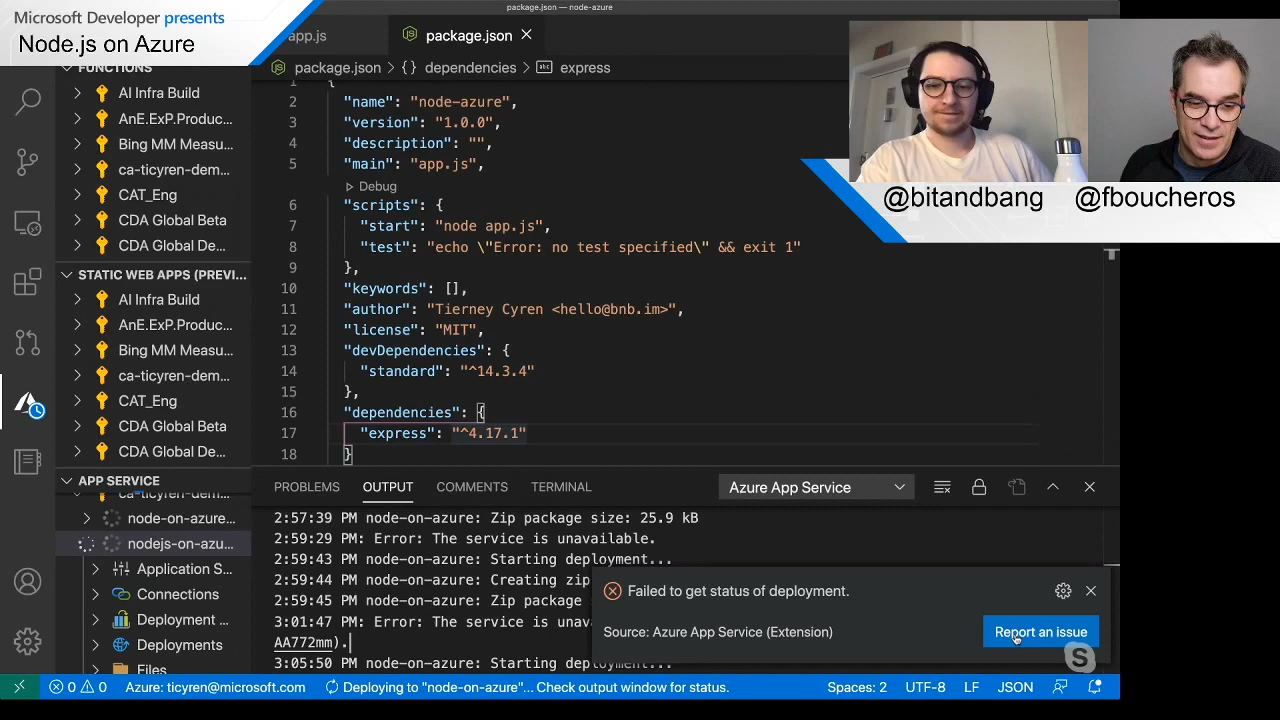 package.json — node-azure
Microsoft Developer presents
Node.js on Azure
app.js
package.json
package.json > {} dependencies > abc express
FUNCTIONS
AI Infra Build
AnE.ExP.Produc...
Bing MM Measu...
ca-ticyren-dem...
CAT_Eng
CDA Global Beta
CDA Global De...
STATIC WEB APPS (PREVI...
AI Infra Build
AnE.ExP.Produc...
Bing MM Measu...
ca-ticyren-dem...
CAT_Eng
CDA Global Beta
CDA Global De...
APP SERVICE
ca-ticyren-dem...
node-on-azure...
nodejs-on-azu...
Application S...
Connections
Deployment ...
Deployments
Files
1 {
2 "name": "node-azure",
3 "version": "1.0.0",
4 "description": "",
5 "main": "app.js",
Debug
6 "scripts": {
7 "start": "node app.js",
8 "test": "echo \"Error: no test specified\" && exit 1"
9 },
10 "keywords": [],
11 "author": "Tierney Cyren <hello@bnb.im>",
12 "license": "MIT",
13 "devDependencies": {
14 "standard": "^14.3.4"
15 },
16 "dependencies": {
17 "express": "^4.17.1"
18 }
@bitandbang
@fboucheros
PROBLEMS OUTPUT COMMENTS TERMINAL
Azure App Service
2:57:39 PM node-on-azure: Zip package size: 25.9 kB
2:59:29 PM: Error: The service is unavailable.
2:59:43 PM node-on-azure: Starting deployment...
2:59:44 PM node-on-azure: Creating zip
2:59:45 PM node-on-azure: Zip package
3:01:47 PM: Error: The service is unav
AA772mm).
3:05:50 PM node-on-azure: Starting deployment...
Failed to get status of deployment.
Source: Azure App Service (Extension)
Report an issue
0 0 Azure: ticyren@microsoft.com Deploying to "node-on-azure"... Check output window for status.
Spaces: 2 UTF-8 LF JSON